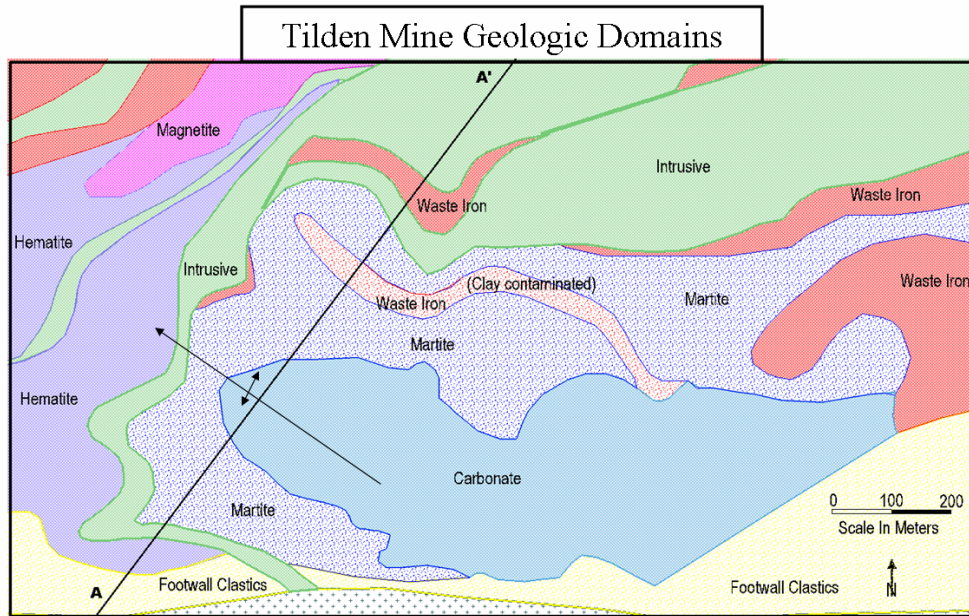 Tilden Mine Geologic Domains
A'
Magnetite
Intrusive
Waste Iron
Waste Iron
Hematite
Intrusive
(Clay contaminated)
Waste Iron
Martite
Waste Iron
Martite
Hematite
Carbonate
Martite
0 100 200
Scale In Meters
Footwall Clastics
Footwall Clastics
N
A